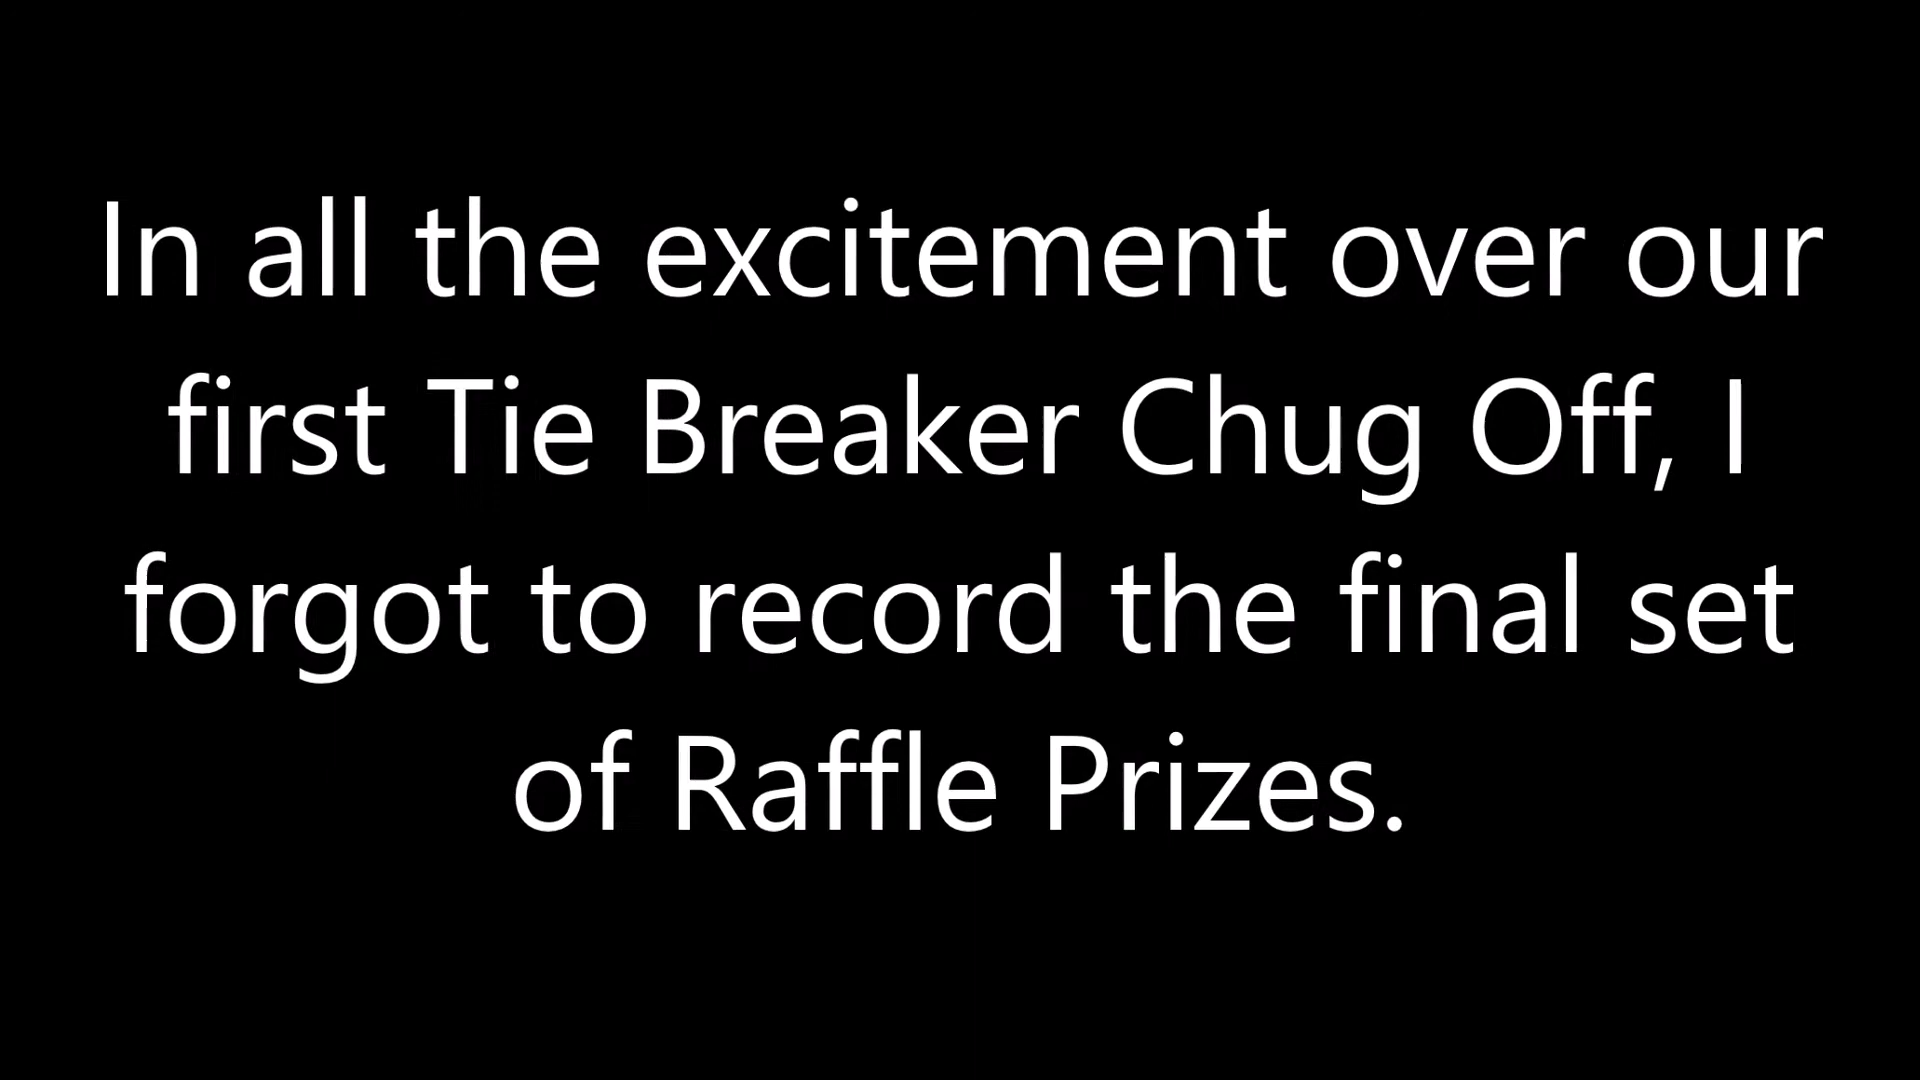 In all the excitement over our
first Tie Breaker Chug Off, I
forgot to record the final set
of Raffle Prizes.